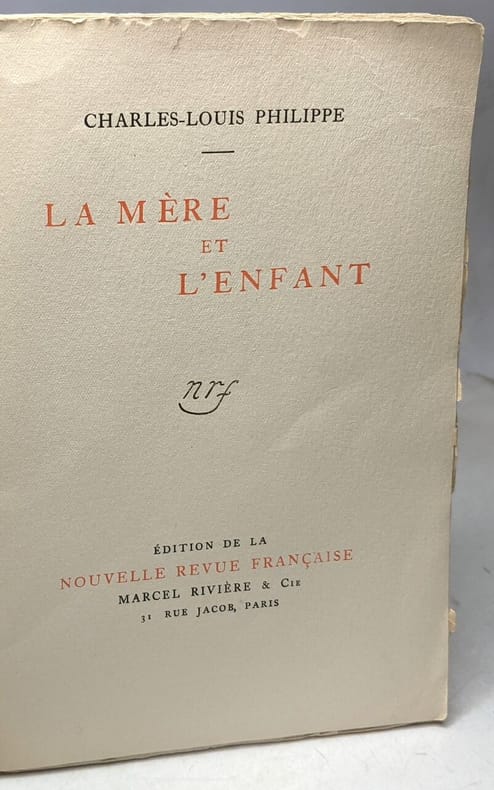 CHARLES-LOUIS PHILIPPE
LA MÈRE
ET
L'ENFANT
nrf
ÉDITION DE LA
NOUVELLE REVUE FRANÇAISE
MARCEL RIVIÈRE & Cie
31 RUE JACOB, PARIS